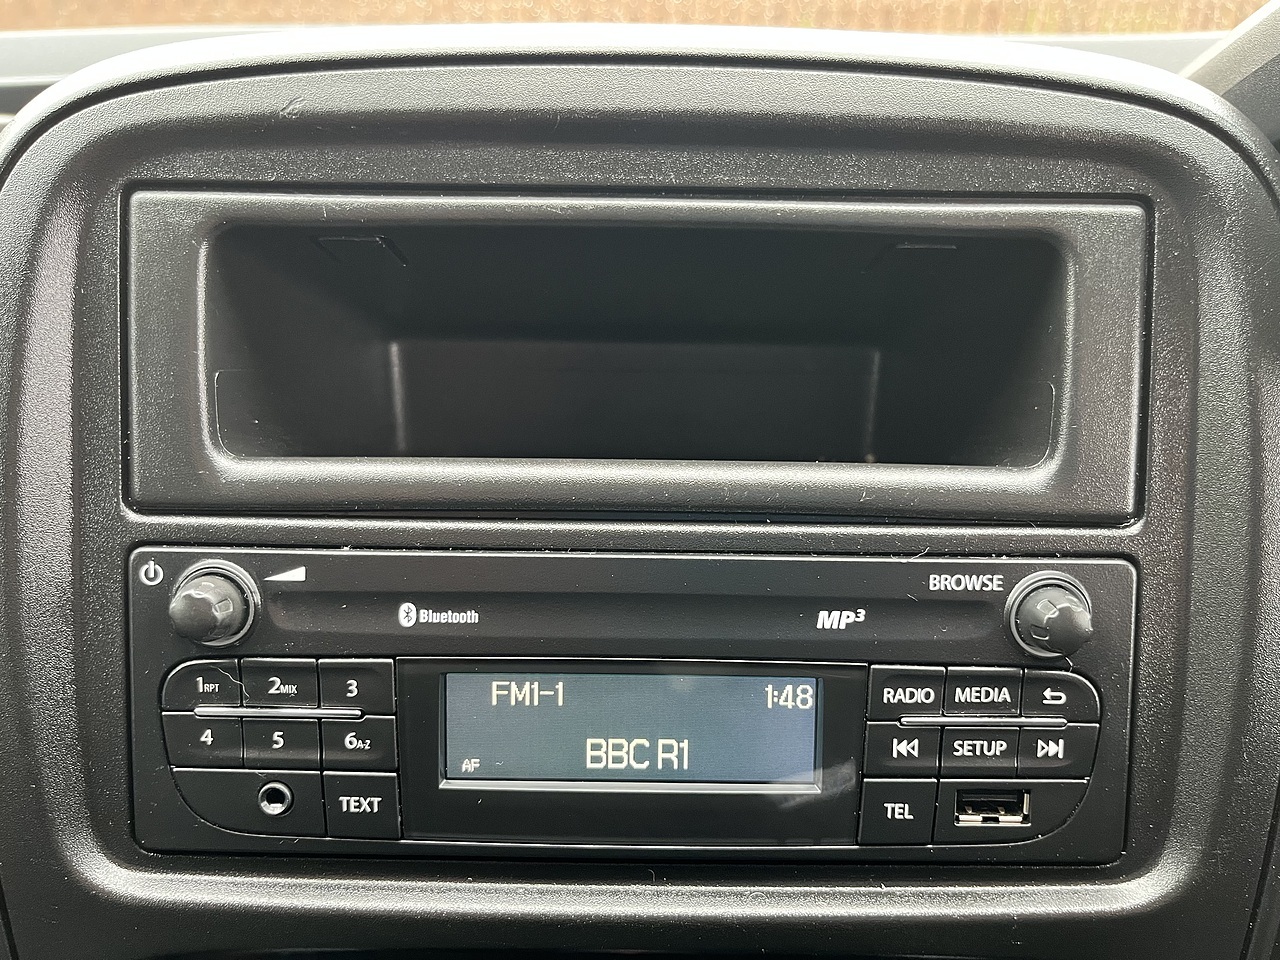 BROWSE
Bluetooth
MP3
1RPT 2MIX 3
FM1-1 1:48
RADIO MEDIA
4 5 6A-Z
BBC R1
SETUP
AF
TEXT
TEL